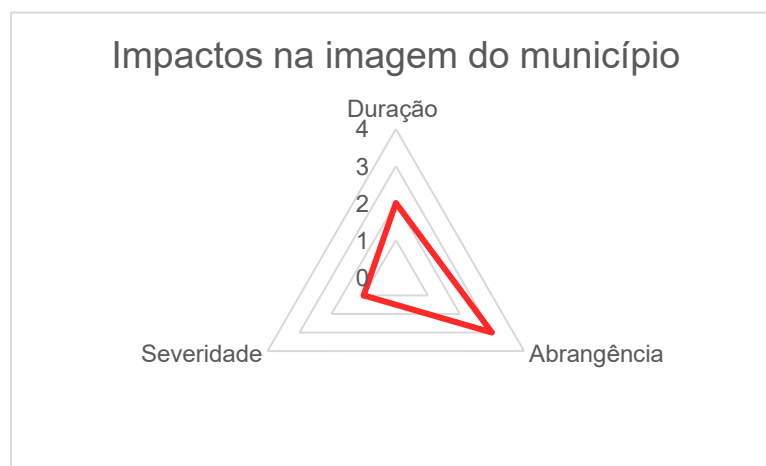 Impactos na imagem do município
Duração
4
3
2
1
0
Severidade
Abrangência